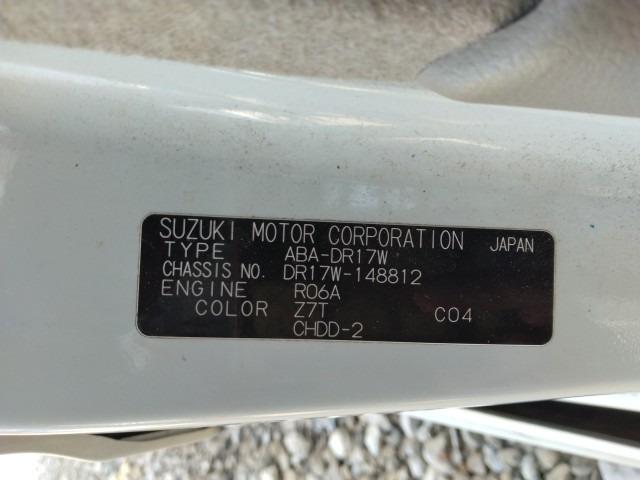 SUZUKI MOTOR CORPORATION JAPAN
TYPE ABA-DR17W
CHASSIS NO. DR17W-148812
ENGINE R06A
COLOR Z7T C04
CHDD-2